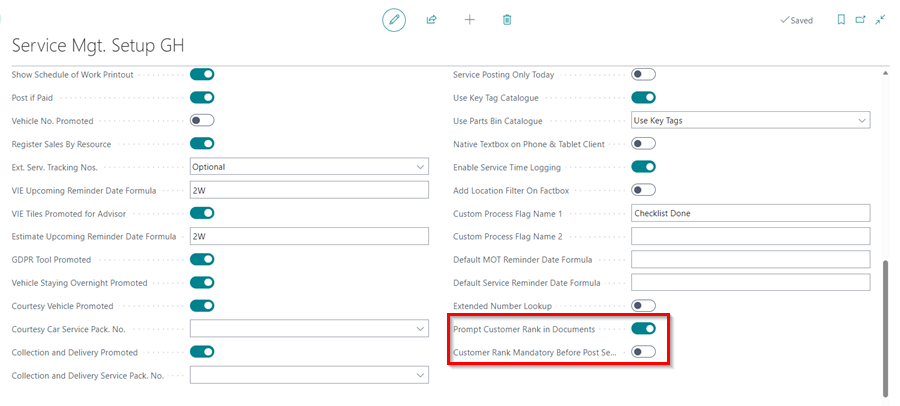 Saved
Service Mgt. Setup GH
Show Schedule of Work Printout
Post if Paid
Vehicle No. Promoted
Register Sales By Resource
Ext. Serv. Tracking Nos.
Optional
VIE Upcoming Reminder Date Formula
2W
VIE Tiles Promoted for Advisor
Estimate Upcoming Reminder Date Formula
2W
GDPR Tool Promoted
Vehicle Staying Overnight Promoted
Courtesy Vehicle Promoted
Courtesy Car Service Pack. No.
Collection and Delivery Promoted
Collection and Delivery Service Pack. No.
Service Posting Only Today
Use Key Tag Catalogue
Use Parts Bin Catalogue
Use Key Tags
Native Textbox on Phone & Tablet Client
Enable Service Time Logging
Add Location Filter On Factbox
Custom Process Flag Name 1
Checklist Done
Custom Process Flag Name 2
Default MOT Reminder Date Formula
Default Service Reminder Date Formula
Extended Number Lookup
Prompt Customer Rank in Documents
Customer Rank Mandatory Before Post Se...